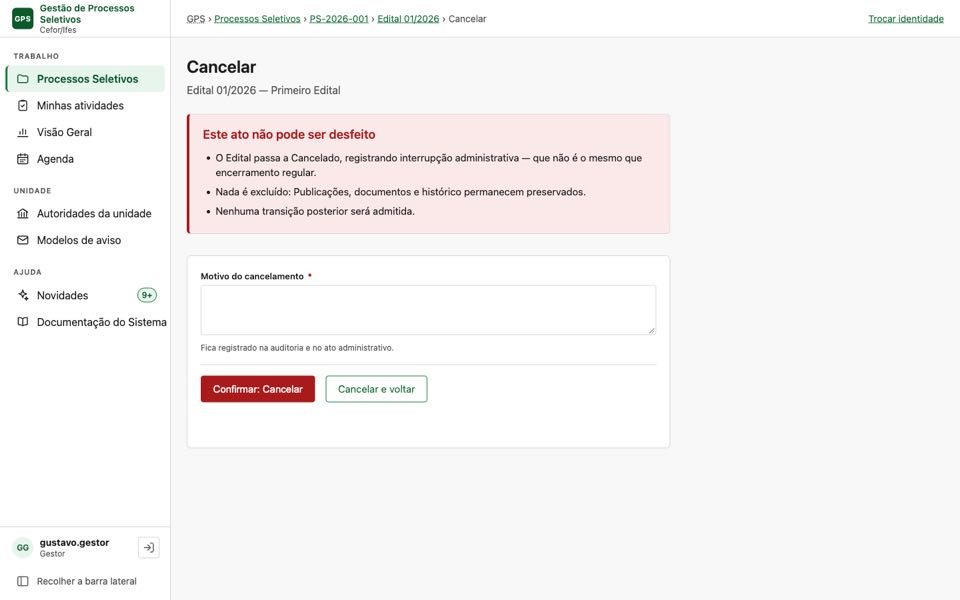 GPS
Gestão de Processos
Seletivos
Cefor/Ifes
GPS › Processos Seletivos › PS-2026-001 › Edital 01/2026 › Cancelar
Trocar identidade
TRABALHO
Processos Seletivos
Minhas atividades
Visão Geral
Agenda
UNIDADE
Autoridades da unidade
Modelos de aviso
AJUDA
Novidades
9+
Documentação do Sistema
Cancelar
Edital 01/2026 — Primeiro Edital
Este ato não pode ser desfeito
• O Edital passa a Cancelado, registrando interrupção administrativa — que não é o mesmo que
encerramento regular.
• Nada é excluído: Publicações, documentos e histórico permanecem preservados.
• Nenhuma transição posterior será admitida.
Motivo do cancelamento *
Fica registrado na auditoria e no ato administrativo.
Confirmar: Cancelar
Cancelar e voltar
GG
gustavo.gestor
Gestor
Recolher a barra lateral